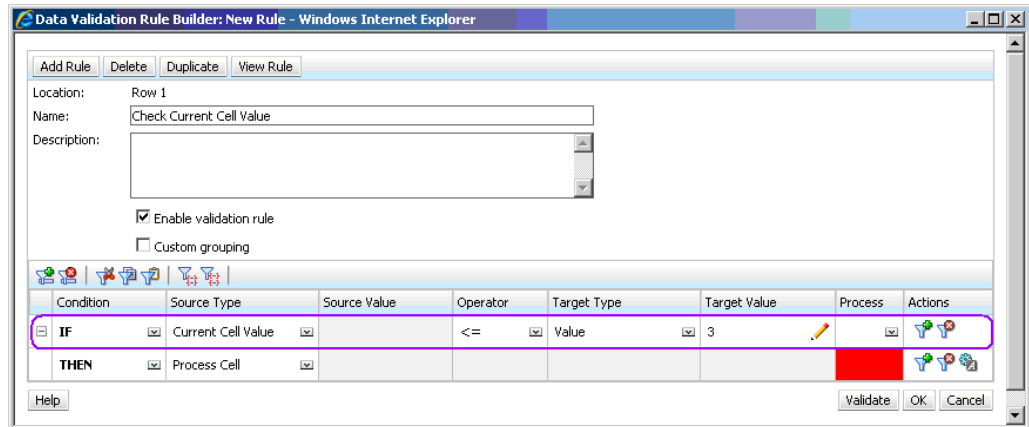 Data Validation Rule Builder: New Rule - Windows Internet Explorer
Add Rule Delete Duplicate View Rule
Location: Row 1
Name: Check Current Cell Value
Description:
Enable validation rule
Custom grouping
Condition Source Type Source Value Operator Target Type Target Value Process Actions
IF Current Cell Value <= Value 3
THEN Process Cell
Help Validate OK Cancel